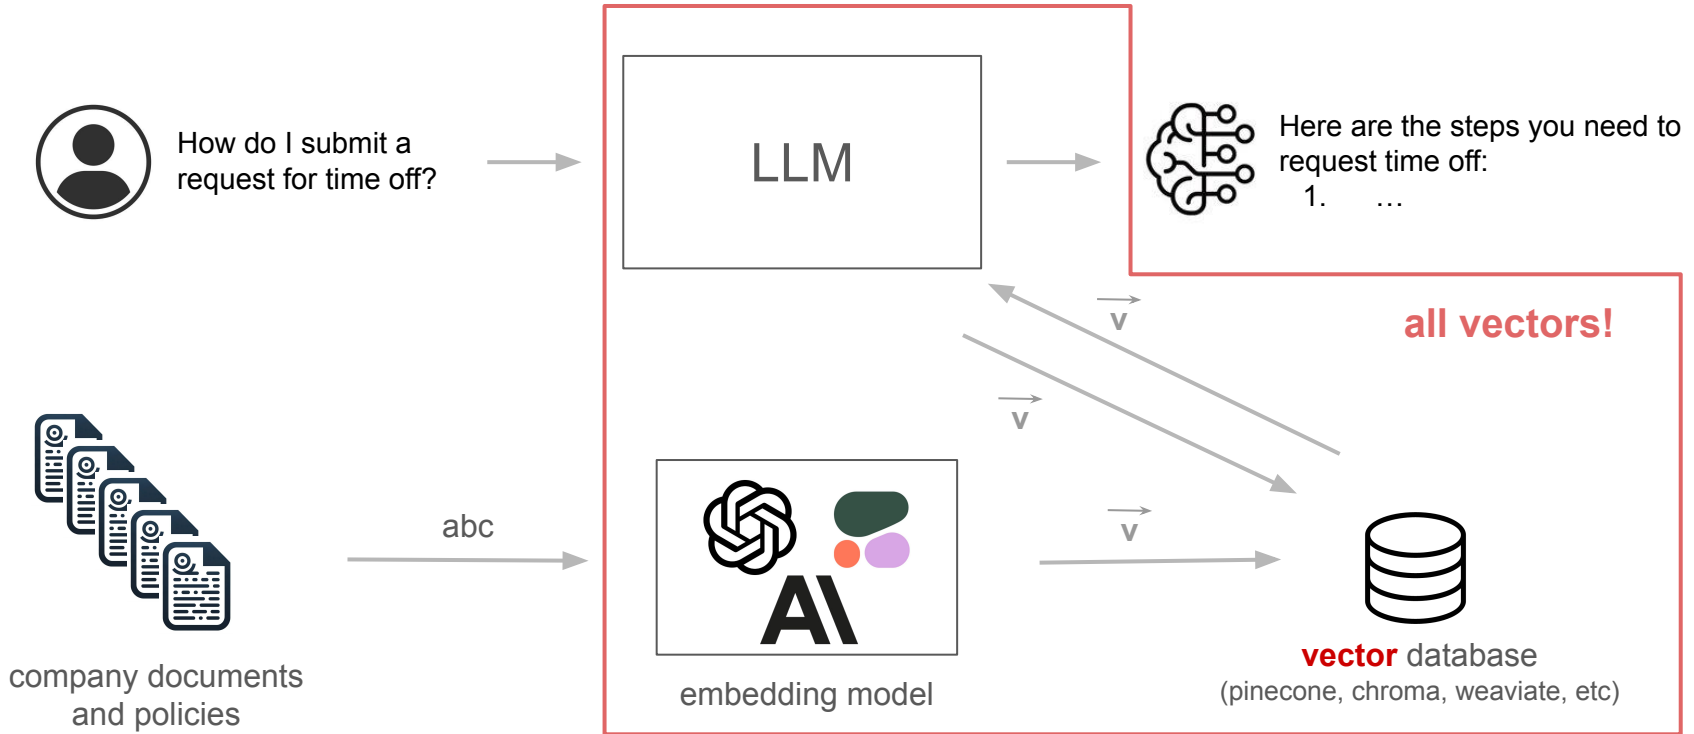 How do I submit a
request for time off?
LLM
Here are the steps you need to
request time off:
1. …
all vectors!
v
v
abc
v
AI
company documents
and policies
embedding model
vector database
(pinecone, chroma, weaviate, etc)